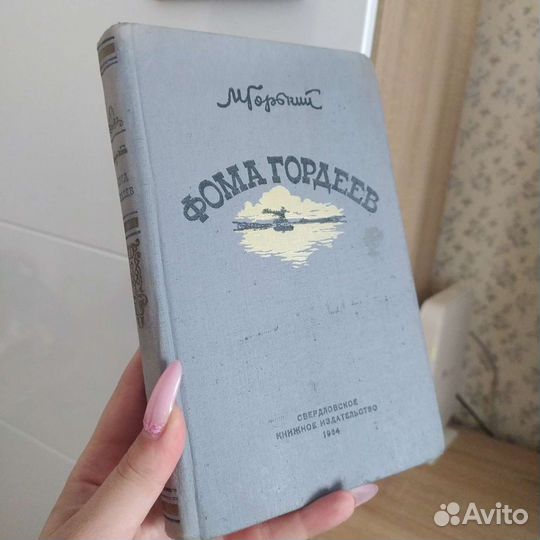 М Горький
ФОМА ГОРДЕЕВ
СВЕРДЛОВСКОЕ
КНИЖНОЕ ИЗДАТЕЛЬСТВО
1954
Avito